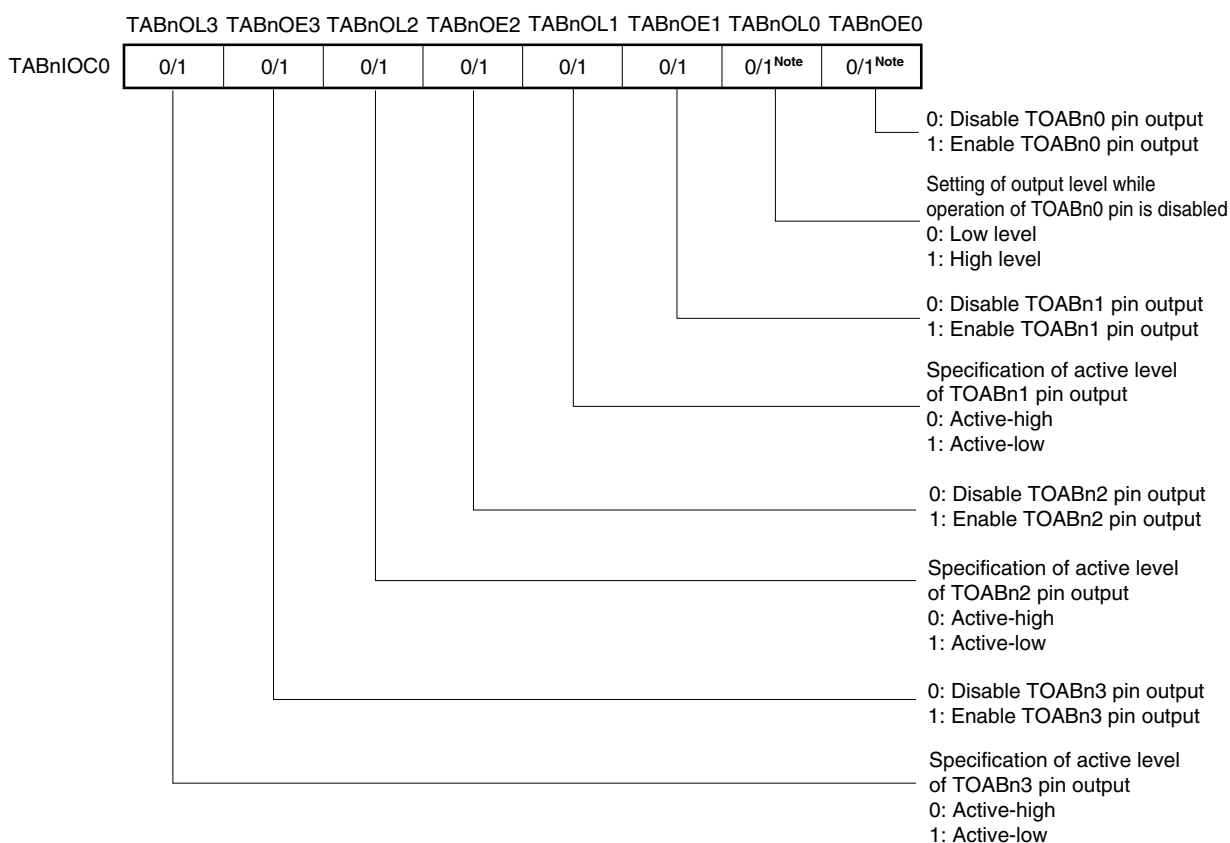 TABnOL3 TABnOE3 TABnOL2 TABnOE2 TABnOL1 TABnOE1 TABnOL0 TABnOE0
TABnIOC0 0/1 0/1 0/1 0/1 0/1 0/1 0/1Note 0/1Note
0: Disable TOABn0 pin output
1: Enable TOABn0 pin output
Setting of output level while
operation of TOABn0 pin is disabled
0: Low level
1: High level
0: Disable TOABn1 pin output
1: Enable TOABn1 pin output
Specification of active level
of TOABn1 pin output
0: Active-high
1: Active-low
0: Disable TOABn2 pin output
1: Enable TOABn2 pin output
Specification of active level
of TOABn2 pin output
0: Active-high
1: Active-low
0: Disable TOABn3 pin output
1: Enable TOABn3 pin output
Specification of active level
of TOABn3 pin output
0: Active-high
1: Active-low